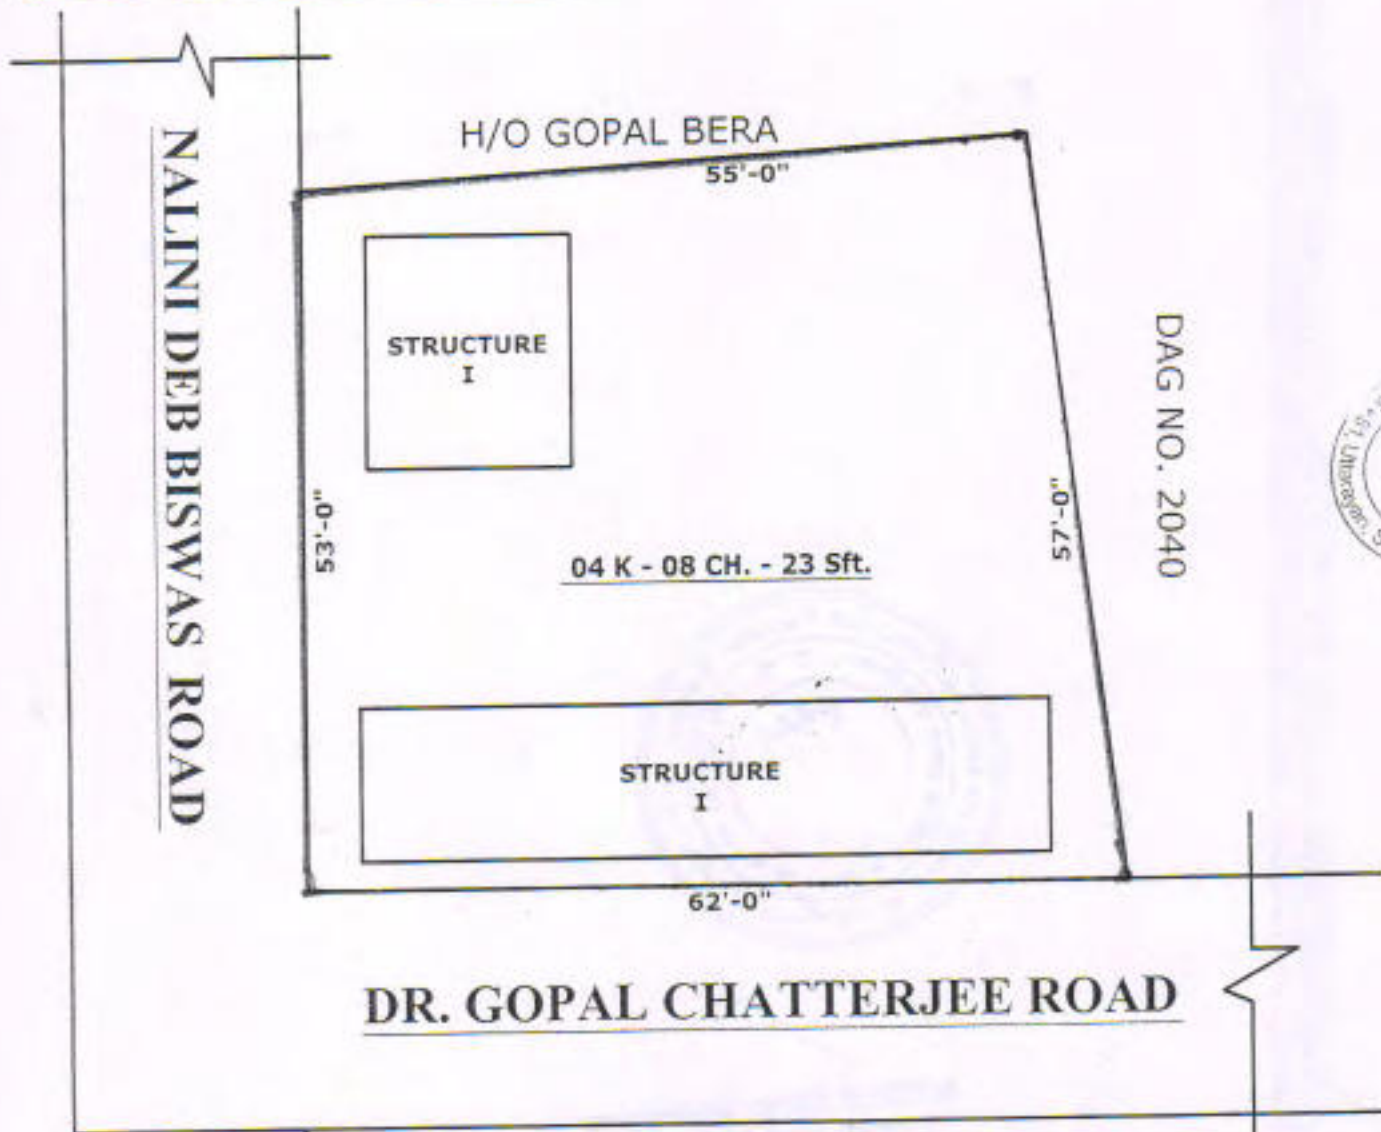 H/O GOPAL BERA
55'-0"
NALINI DEB BISWAS ROAD
STRUCTURE
I
DAG NO. 2040
53'-0"
57'-0"
04 K - 08 CH. - 23 Sft.
STRUCTURE
I
62'-0"
DR. GOPAL CHATTERJEE ROAD